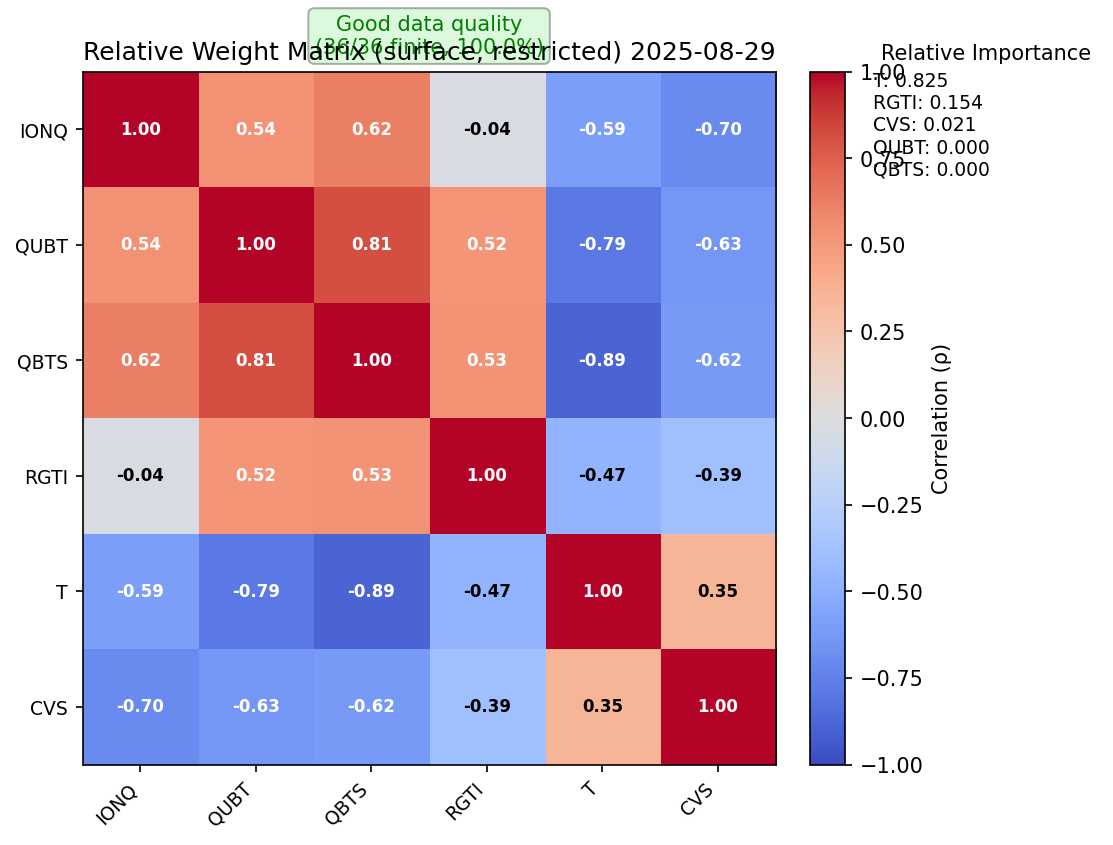 Good data quality
(36/36 finite, 100.0%)
Relative Weight Matrix (surface, restricted) 2025-08-29
Relative Importance
T: 0.825
RGTI: 0.154
CVS: 0.021
QUBT: 0.000
QBTS: 0.000
IONQ 1.00 0.54 0.62 -0.04 -0.59 -0.70
QUBT 0.54 1.00 0.81 0.52 -0.79 -0.63
QBTS 0.62 0.81 1.00 0.53 -0.89 -0.62
RGTI -0.04 0.52 0.53 1.00 -0.47 -0.39
T -0.59 -0.79 -0.89 -0.47 1.00 0.35
CVS -0.70 -0.63 -0.62 -0.39 0.35 1.00
IONQ QUBT QBTS RGTI T CVS
1.00
0.75
0.50
0.25
0.00
−0.25
−0.50
−0.75
−1.00
Correlation (ρ)